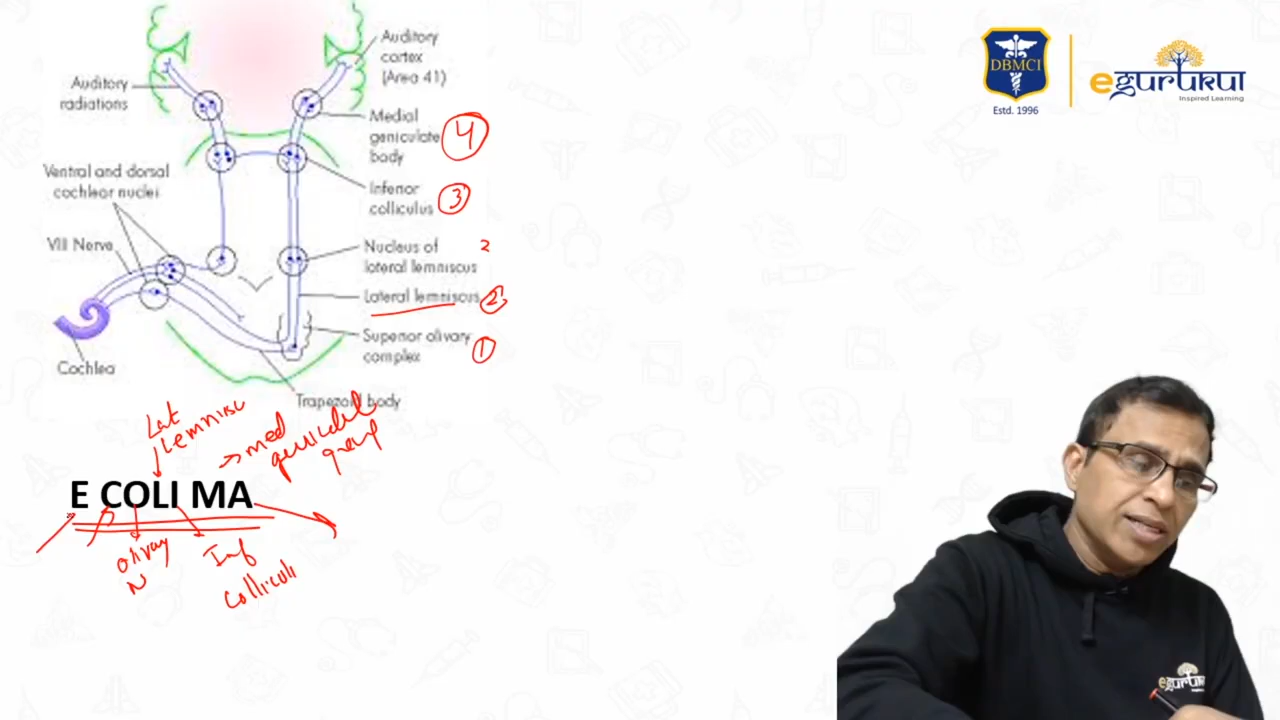 Auditory
cortex
(Area 41)
Auditory
radiations
Medial
geniculate
body
4
Ventral and dorsal
cochlear nuclei
Inferior
colliculus
3
VIII Nerve
Nucleus of
lateral lemniscus
2
Lateral lemniscus
2
Superior olivary
complex
1
Cochlea
Trapezoid body
Lat
Lemnisc
med
geniculate
group
E COLI MA
olivary
N
Inf
colliculi
DBMCI
Estd. 1996
egurukul
Inspired Learning
egurukul